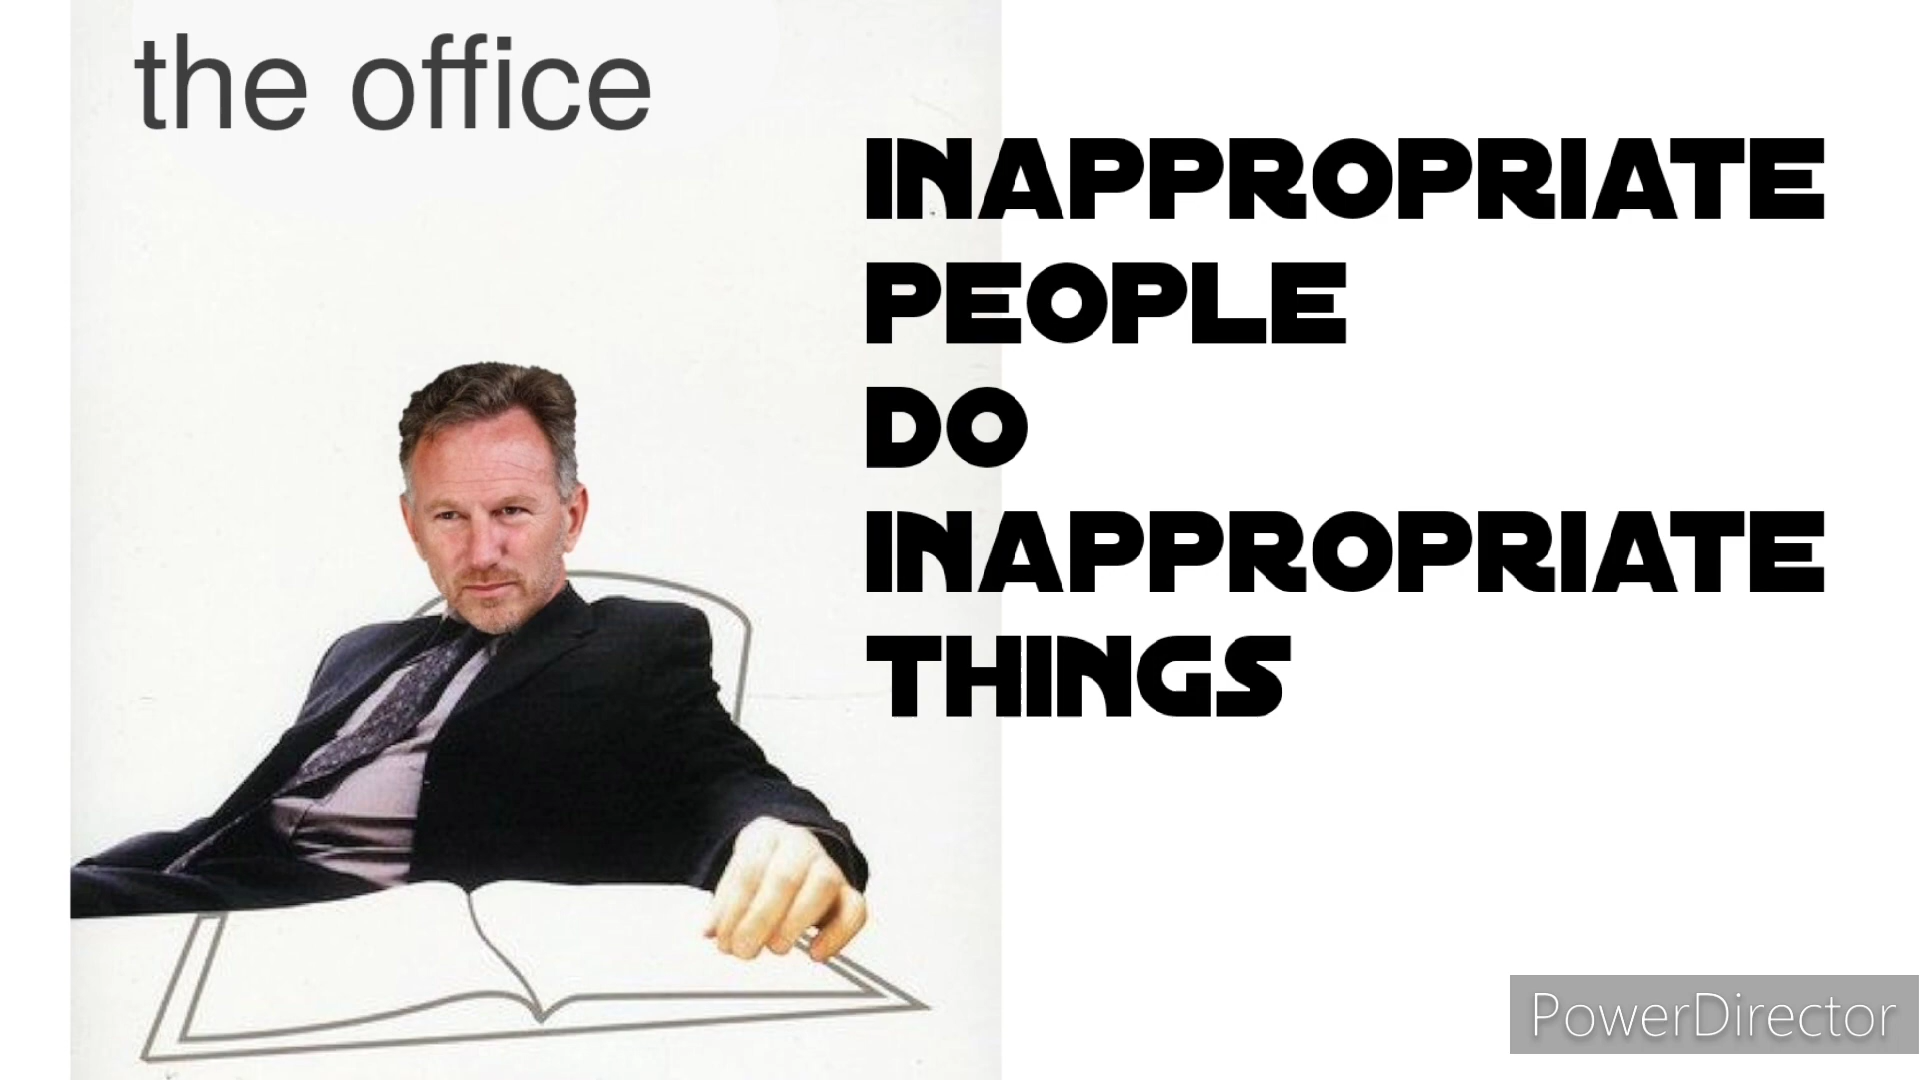 the office
INAPPROPRIATE
PEOPLE
DO
INAPPROPRIATE
THINGS
PowerDirector